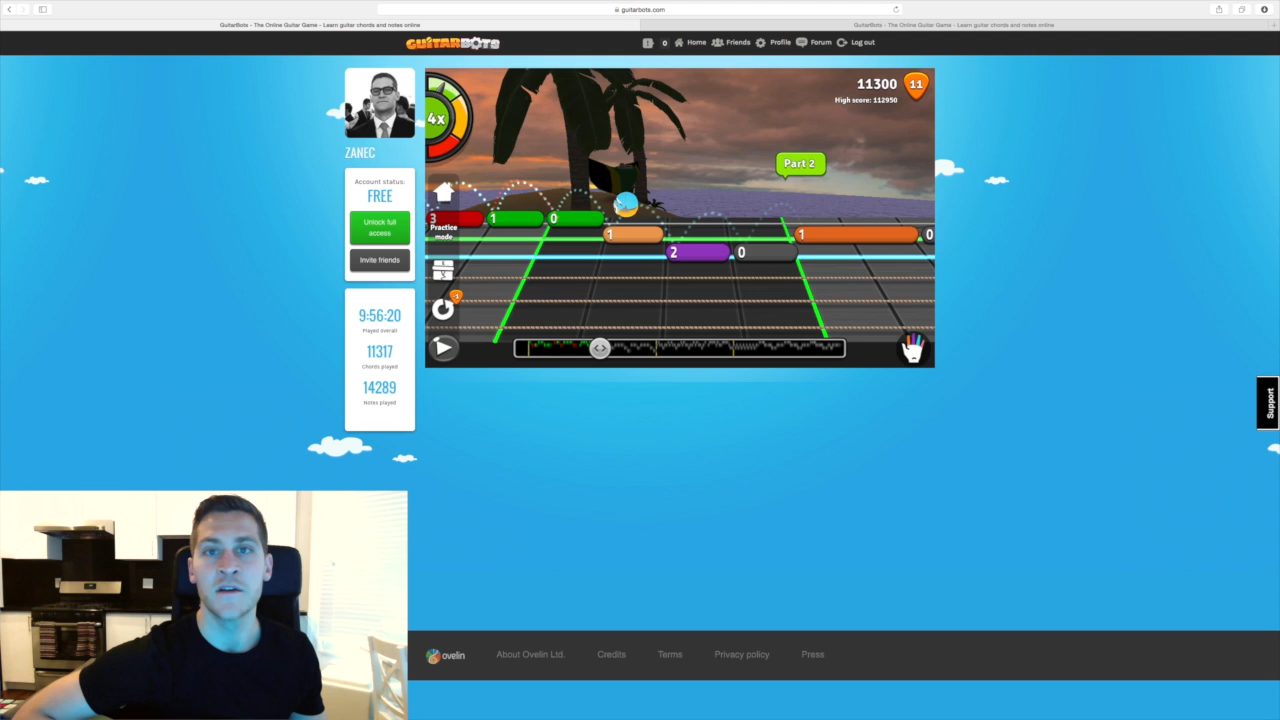 guitarbots.com
GuitarBots - The Online Guitar Game - Learn guitar chords and notes online
GuitarBots - The Online Guitar Game - Learn guitar chords and notes online
GUITARBOTS
0
Home
Friends
Profile
Forum
Log out
ZANEC
Account status:
FREE
Unlock full
access
Invite friends
9:56:20
Played overall
11317
Chords played
14289
Notes played
4x
11300
11
High score: 112950
Part 2
3
1
0
1
1
0
2
0
Practice
mode
-1
Support
ovelin
About Ovelin Ltd.
Credits
Terms
Privacy policy
Press